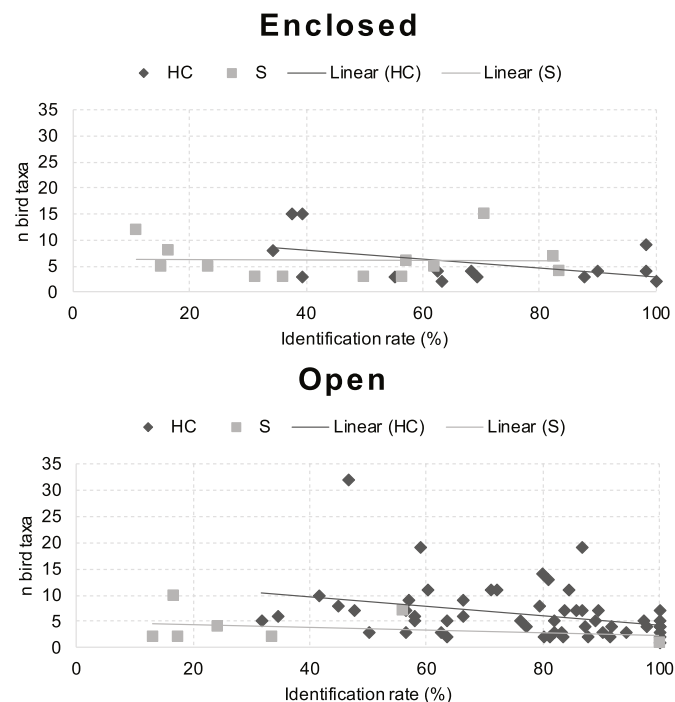 Enclosed
HC S Linear (HC) Linear (S)
35
30
25
20
15
10
5
0
n bird taxa
0 20 40 60 80 100
Identification rate (%)
Open
HC S Linear (HC) Linear (S)
35
30
25
20
15
10
5
0
n bird taxa
0 20 40 60 80 100
Identification rate (%)